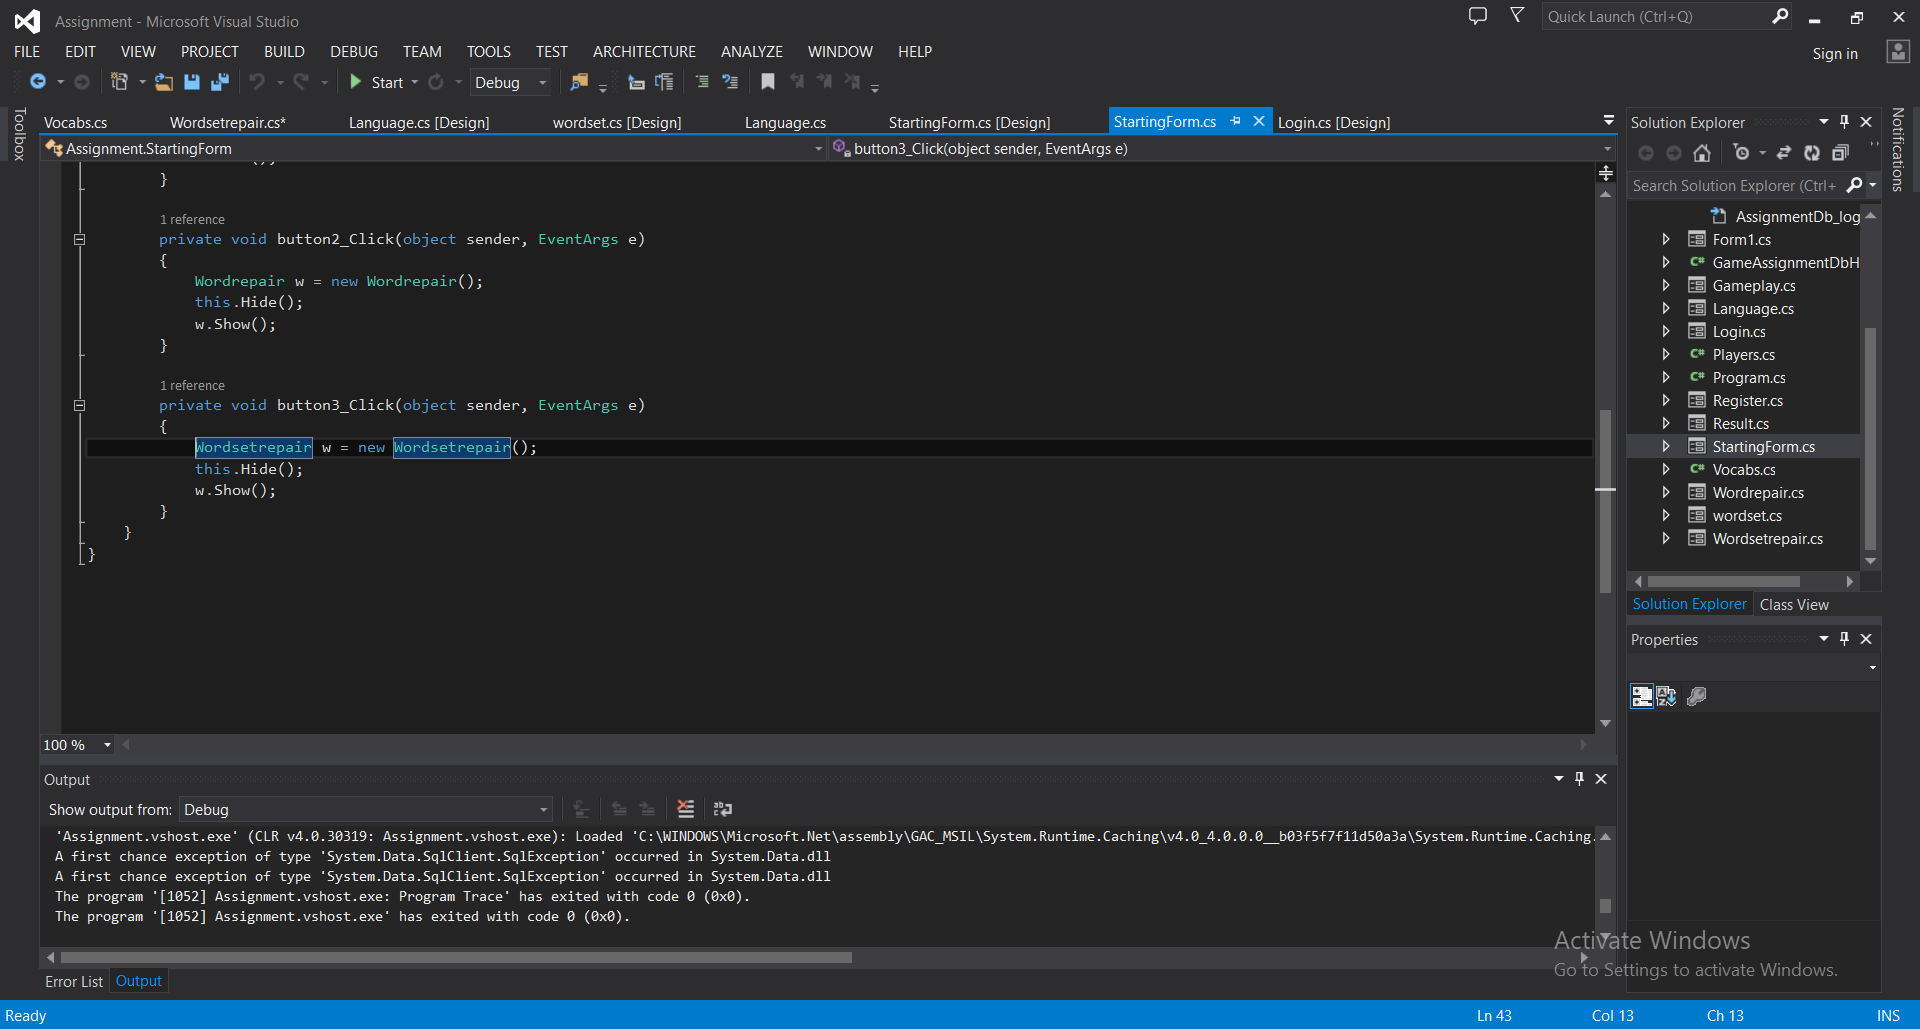 Assignment - Microsoft Visual Studio
Quick Launch (Ctrl+Q)
FILE EDIT VIEW PROJECT BUILD DEBUG TEAM TOOLS TEST ARCHITECTURE ANALYZE WINDOW HELP
Sign in
Start Debug
Toolbox
Vocabs.cs Wordsetrepair.cs* Language.cs [Design] wordset.cs [Design] Language.cs StartingForm.cs [Design] StartingForm.cs Login.cs [Design]
Assignment.StartingForm button3_Click(object sender, EventArgs e)
}
1 reference
private void button2_Click(object sender, EventArgs e)
{
Wordrepair w = new Wordrepair();
this.Hide();
w.Show();
}
1 reference
private void button3_Click(object sender, EventArgs e)
{
Wordsetrepair w = new Wordsetrepair();
this.Hide();
w.Show();
}
}
}
100 %
Output
Show output from: Debug
'Assignment.vshost.exe' (CLR v4.0.30319: Assignment.vshost.exe): Loaded 'C:\WINDOWS\Microsoft.Net\assembly\GAC_MSIL\System.Runtime.Caching\v4.0_4.0.0.0__b03f5f7f11d50a3a\System.Runtime.Caching.
A first chance exception of type 'System.Data.SqlClient.SqlException' occurred in System.Data.dll
A first chance exception of type 'System.Data.SqlClient.SqlException' occurred in System.Data.dll
The program '[1052] Assignment.vshost.exe: Program Trace' has exited with code 0 (0x0).
The program '[1052] Assignment.vshost.exe' has exited with code 0 (0x0).
Error List Output
Solution Explorer
Search Solution Explorer (Ctrl+
AssignmentDb_log
Form1.cs
GameAssignmentDbH
Gameplay.cs
Language.cs
Login.cs
Players.cs
Program.cs
Register.cs
Result.cs
StartingForm.cs
Vocabs.cs
Wordrepair.cs
wordset.cs
Wordsetrepair.cs
Solution Explorer Class View
Properties
Notifications
Activate Windows
Go to Settings to activate Windows.
Ready Ln 43 Col 13 Ch 13 INS